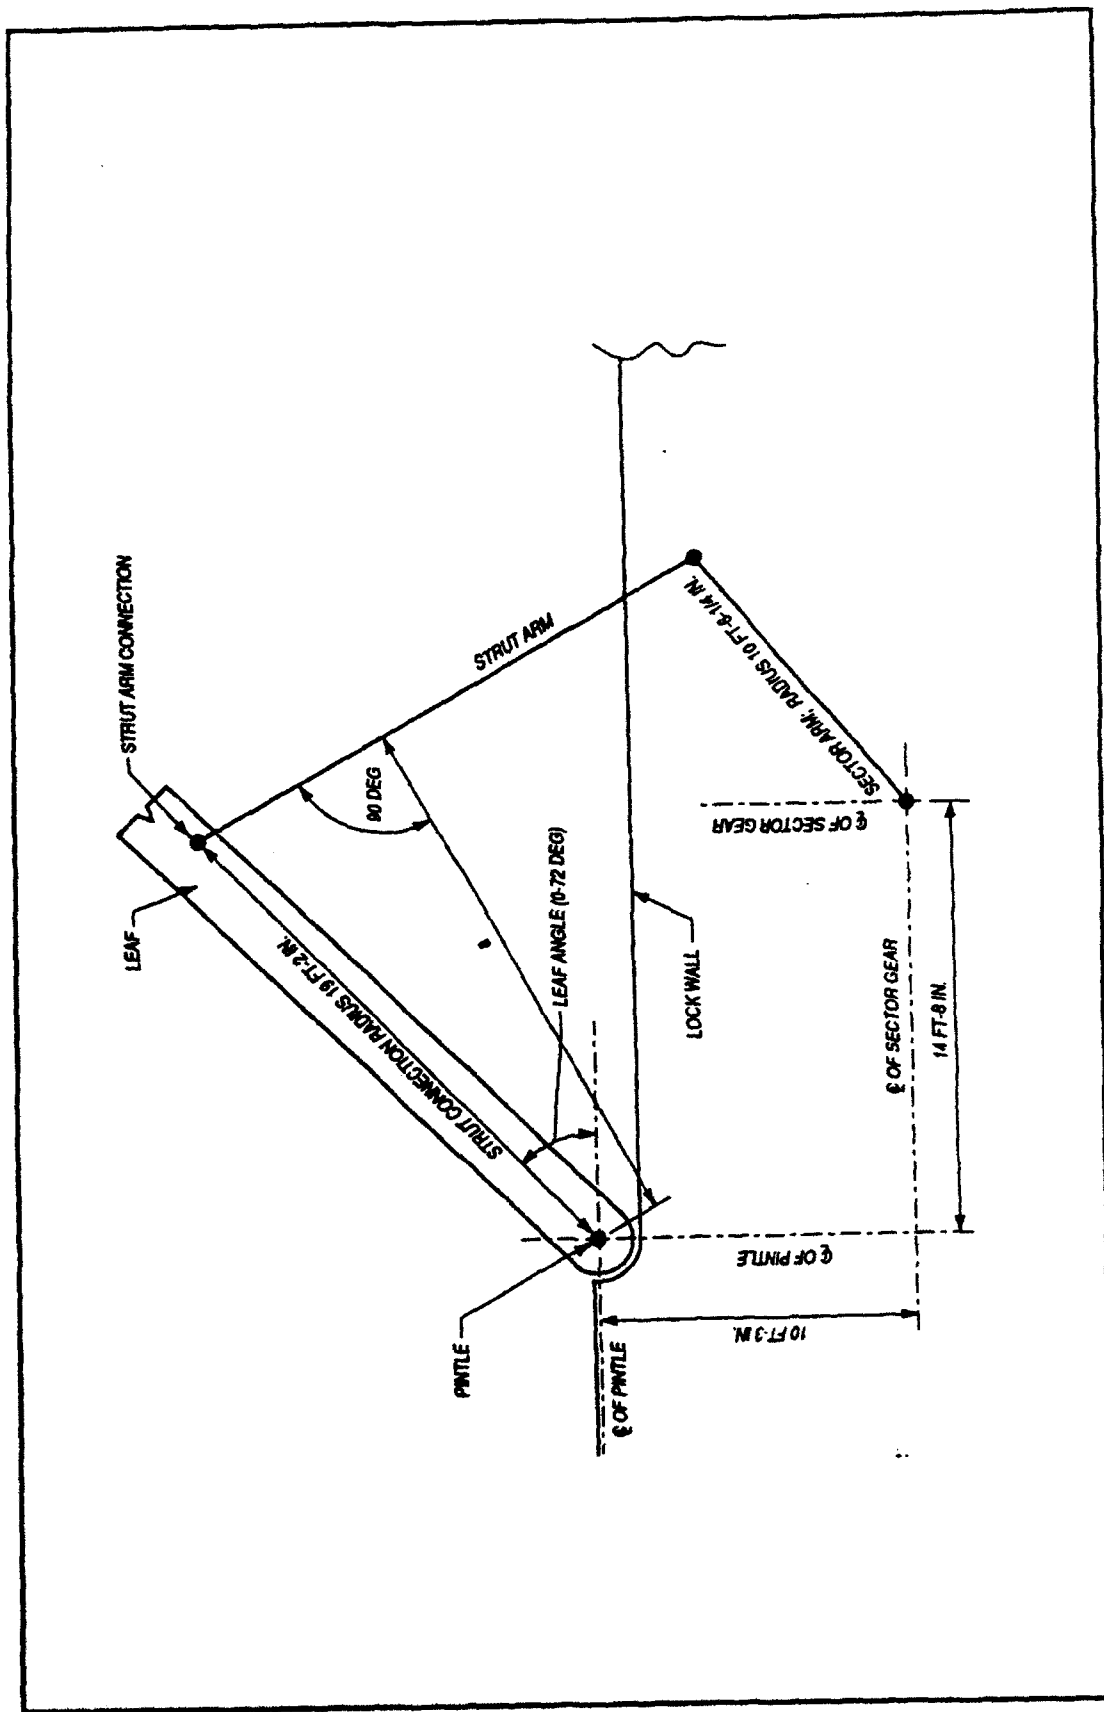 STRUT ARM CONNECTION
LEAF
STRUT ARM
90 DEG
STRUT CONNECTION RADIUS 19 FT-2 IN.
LEAF ANGLE (0-72 DEG)
PINTLE
℄ OF PINTLE
℄ OF PINTLE
LOCK WALL
SECTOR ARM; RADIUS 10 FT-8-1/4 IN.
℄ OF SECTOR GEAR
℄ OF SECTOR GEAR
14 FT-8 IN.
10 FT-3 IN.